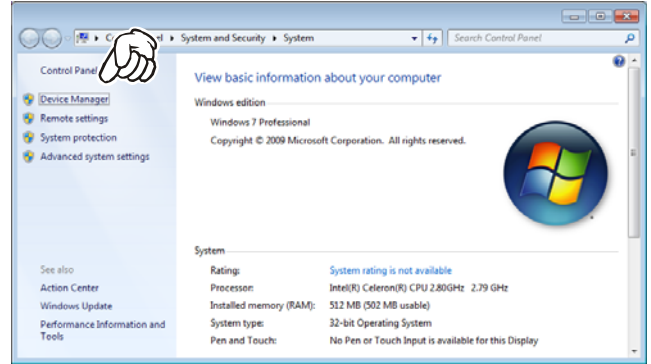 System and Security ▸ System
Search Control Panel
Control Panel
View basic information about your computer
Device Manager
Remote settings
System protection
Advanced system settings
Windows edition
Windows 7 Professional
Copyright © 2009 Microsoft Corporation. All rights reserved.
System
Rating: System rating is not available
Processor: Intel(R) Celeron(R) CPU 2.80GHz 2.79 GHz
Installed memory (RAM): 512 MB (502 MB usable)
System type: 32-bit Operating System
Pen and Touch: No Pen or Touch Input is available for this Display
See also
Action Center
Windows Update
Performance Information and
Tools